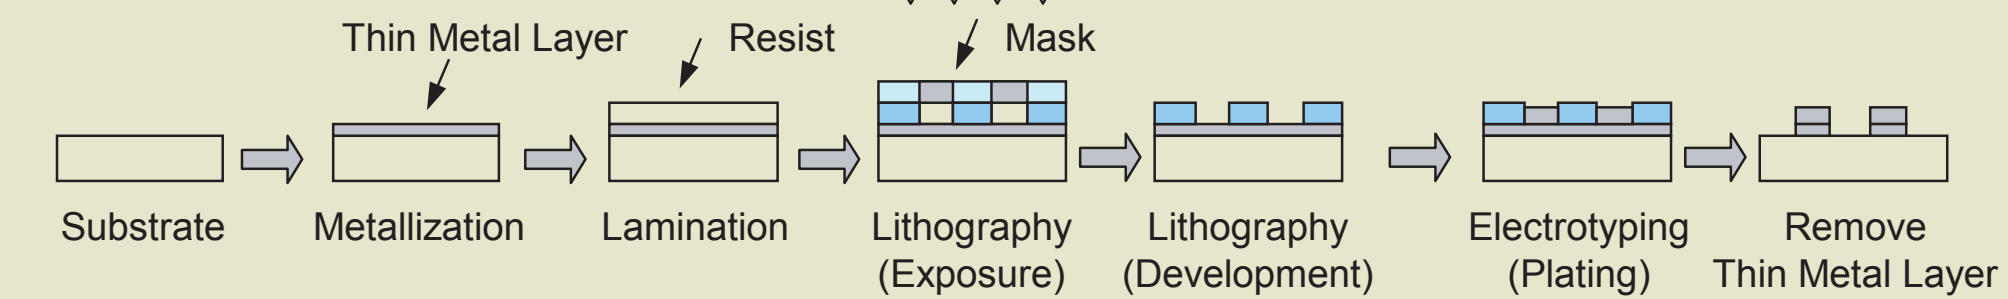 Thin Metal Layer
Resist
Mask
Substrate
Metallization
Lamination
Lithography
(Exposure)
Lithography
(Development)
Electrotyping
(Plating)
Remove
Thin Metal Layer